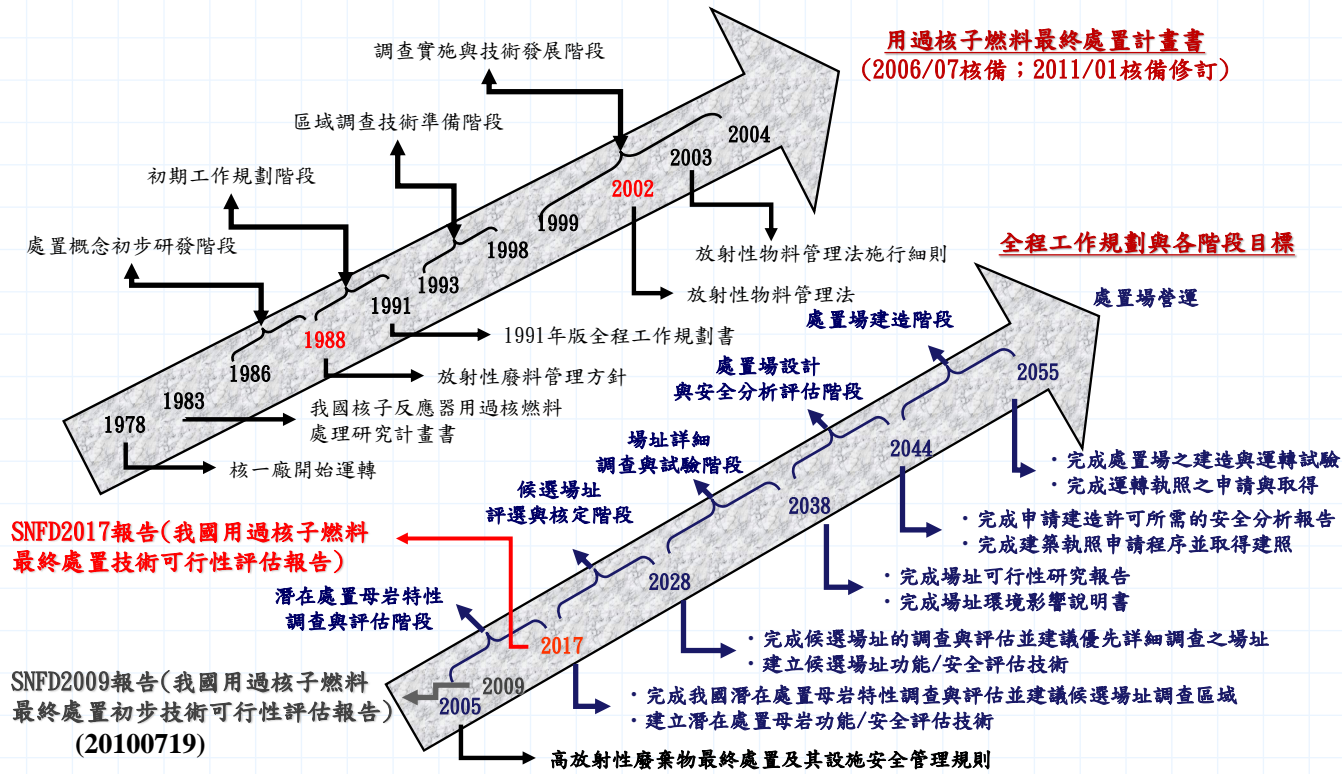 用過核子燃料最終處置計畫書
(2006/07核備；2011/01核備修訂)
調查實施與技術發展階段
區域調查技術準備階段
初期工作規劃階段
處置概念初步研發階段
1978
1983
1986
1988
1991
1993
1998
1999
2002
2003
2004
放射性物料管理法施行細則
放射性物料管理法
1991年版全程工作規劃書
放射性廢料管理方針
我國核子反應器用過核燃料
處理研究計畫書
核一廠開始運轉
全程工作規劃與各階段目標
處置場營運
處置場建造階段
處置場設計
與安全分析評估階段
場址詳細
調查與試驗階段
候選場址
評選與核定階段
潛在處置母岩特性
調查與評估階段
SNFD2017報告(我國用過核子燃料
最終處置技術可行性評估報告)
SNFD2009報告(我國用過核子燃料
最終處置初步技術可行性評估報告)
(20100719)
2005
2009
2017
2028
2038
2044
2055
·完成處置場之建造與運轉試驗
·完成運轉執照之申請與取得
·完成申請建造許可所需的安全分析報告
·完成建築執照申請程序並取得建照
·完成場址可行性研究報告
·完成場址環境影響說明書
·完成候選場址的調查與評估並建議優先詳細調查之場址
·建立候選場址功能/安全評估技術
·完成我國潛在處置母岩特性調查與評估並建議候選場址調查區域
·建立潛在處置母岩功能/安全評估技術
高放射性廢棄物最終處置及其設施安全管理規則